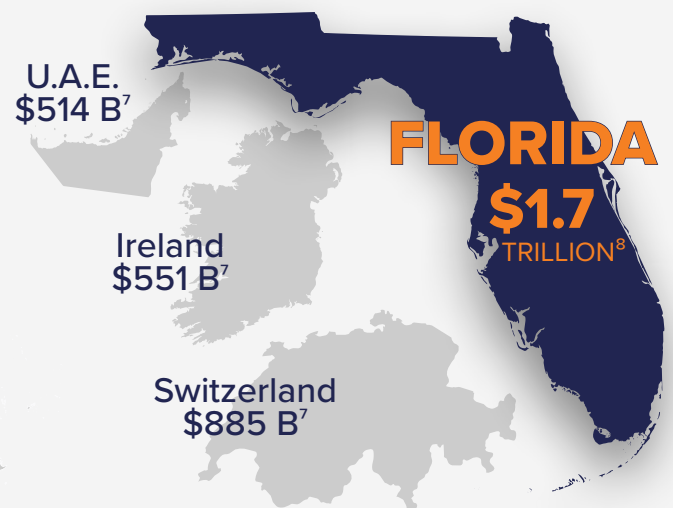 U.A.E.
$514 B⁷
FLORIDA
$1.7
TRILLION⁸
Ireland
$551 B⁷
Switzerland
$885 B⁷